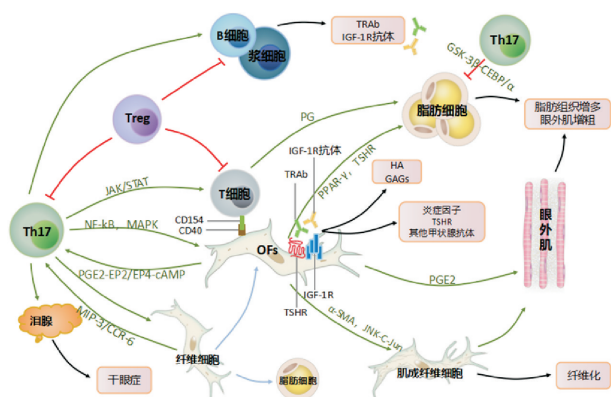 B细胞
浆细胞
TRAb
IGF-1R抗体
Th17
GSK-3β CEBP/α
脂肪细胞
脂肪组织增多
眼外肌增粗
Treg
PG
IGF-1R抗体
TRAb
PPAR-γ，TSHR
HA
GAGs
JAK/STAT
T细胞
CD154
CD40
NF-kB，MAPK
Th17
OFs
炎症因子
TSHR
其他甲状腺抗体
眼外肌
PGE2-EP2/EP4-cAMP
PGE2
IGF-1R
TSHR
α-SMA，JNK-C-Jun
MIP-3/CCR-6
泪腺
纤维细胞
干眼症
脂肪细胞
肌成纤维细胞
纤维化